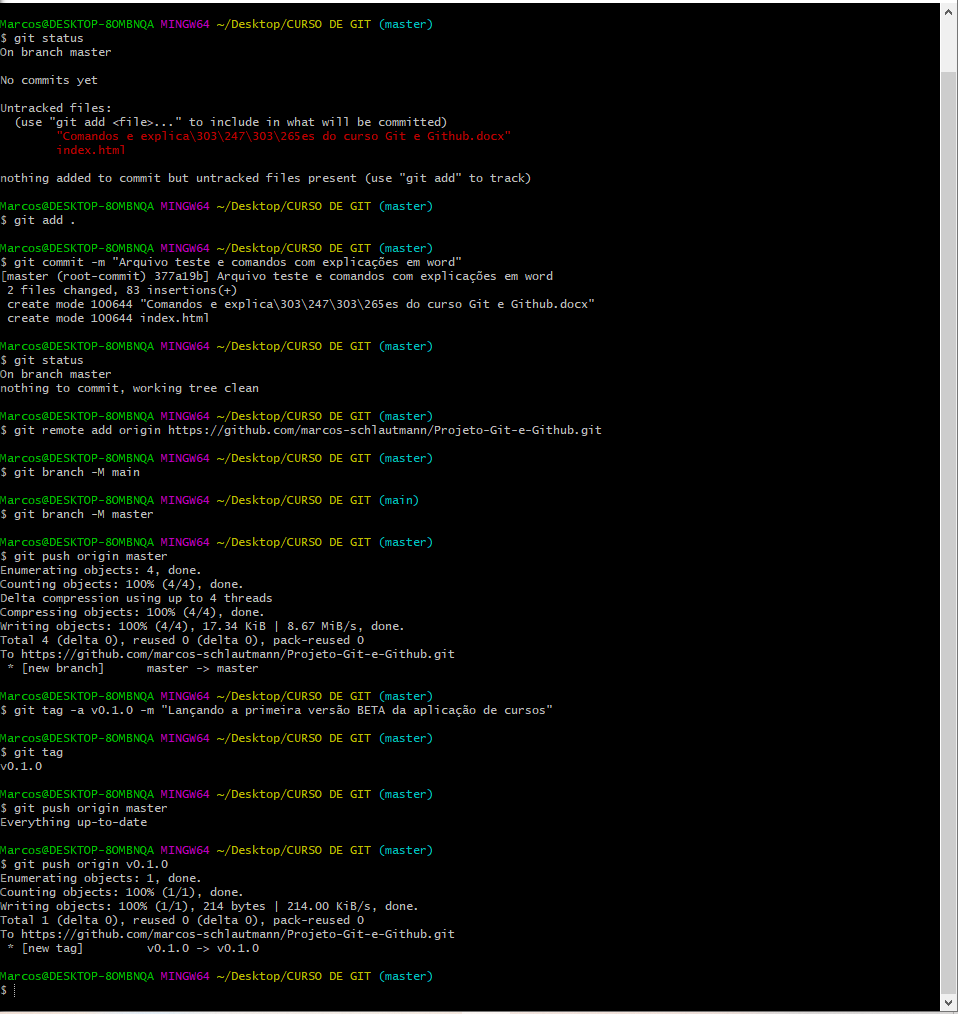 Marcos@DESKTOP-8OMBNQA MINGW64 ~/Desktop/CURSO DE GIT (master)
$ git status
On branch master
No commits yet
Untracked files:
(use "git add <file>..." to include in what will be committed)
"Comandos e explica\303\247\303\265es do curso Git e Github.docx"
index.html
nothing added to commit but untracked files present (use "git add" to track)
Marcos@DESKTOP-8OMBNQA MINGW64 ~/Desktop/CURSO DE GIT (master)
$ git add .
Marcos@DESKTOP-8OMBNQA MINGW64 ~/Desktop/CURSO DE GIT (master)
$ git commit -m "Arquivo teste e comandos com explicações em word"
[master (root-commit) 377a19b] Arquivo teste e comandos com explicações em word
2 files changed, 83 insertions(+)
create mode 100644 "Comandos e explica\303\247\303\265es do curso Git e Github.docx"
create mode 100644 index.html
Marcos@DESKTOP-8OMBNQA MINGW64 ~/Desktop/CURSO DE GIT (master)
$ git status
On branch master
nothing to commit, working tree clean
Marcos@DESKTOP-8OMBNQA MINGW64 ~/Desktop/CURSO DE GIT (master)
$ git remote add origin https://github.com/marcos-schlautmann/Projeto-Git-e-Github.git
Marcos@DESKTOP-8OMBNQA MINGW64 ~/Desktop/CURSO DE GIT (master)
$ git branch -M main
Marcos@DESKTOP-8OMBNQA MINGW64 ~/Desktop/CURSO DE GIT (main)
$ git branch -M master
Marcos@DESKTOP-8OMBNQA MINGW64 ~/Desktop/CURSO DE GIT (master)
$ git push origin master
Enumerating objects: 4, done.
Counting objects: 100% (4/4), done.
Delta compression using up to 4 threads
Compressing objects: 100% (4/4), done.
Writing objects: 100% (4/4), 17.34 KiB | 8.67 MiB/s, done.
Total 4 (delta 0), reused 0 (delta 0), pack-reused 0
To https://github.com/marcos-schlautmann/Projeto-Git-e-Github.git
* [new branch] master -> master
Marcos@DESKTOP-8OMBNQA MINGW64 ~/Desktop/CURSO DE GIT (master)
$ git tag -a v0.1.0 -m "Lançando a primeira versão BETA da aplicação de cursos"
Marcos@DESKTOP-8OMBNQA MINGW64 ~/Desktop/CURSO DE GIT (master)
$ git tag
v0.1.0
Marcos@DESKTOP-8OMBNQA MINGW64 ~/Desktop/CURSO DE GIT (master)
$ git push origin master
Everything up-to-date
Marcos@DESKTOP-8OMBNQA MINGW64 ~/Desktop/CURSO DE GIT (master)
$ git push origin v0.1.0
Enumerating objects: 1, done.
Counting objects: 100% (1/1), done.
Writing objects: 100% (1/1), 214 bytes | 214.00 KiB/s, done.
Total 1 (delta 0), reused 0 (delta 0), pack-reused 0
To https://github.com/marcos-schlautmann/Projeto-Git-e-Github.git
* [new tag] v0.1.0 -> v0.1.0
Marcos@DESKTOP-8OMBNQA MINGW64 ~/Desktop/CURSO DE GIT (master)
$